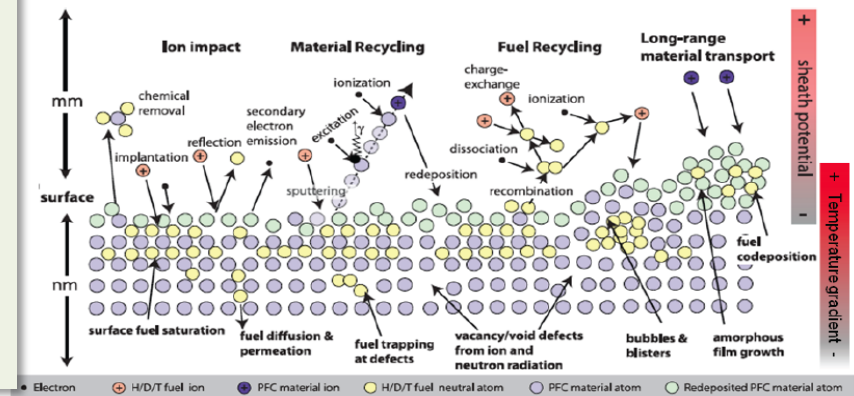 Ion impact
Material Recycling
Fuel Recycling
Long-range
material transport
mm
chemical
removal
implantation
reflection
secondary
electron
emission
ionization
excitation
γ
sputtering
redeposition
charge-
exchange
ionization
dissociation
recombination
+ sheath potential -
surface
nm
+ Temperature gradient -
surface fuel saturation
fuel diffusion &
permeation
fuel trapping
at defects
vacancy/void defects
from ion and
neutron radiation
bubbles &
blisters
amorphous
film growth
fuel
codeposition
Electron
H/D/T fuel ion
PFC material ion
H/D/T fuel neutral atom
PFC material atom
Redeposited PFC material atom